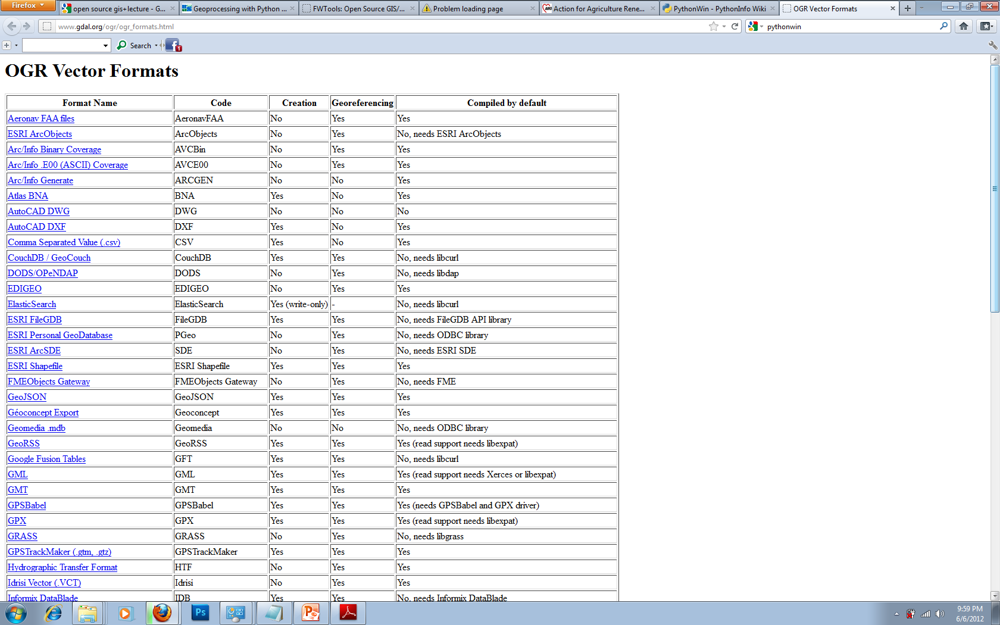 Firefox
open source gis+lecture - G...
Geoprocessing with Python ...
FWTools: Open Source GIS/...
Problem loading page
Action for Agriculture Rene...
PythonWin - PythonInfo Wiki
OGR Vector Formats
www.gdal.org/ogr/ogr_formats.html
pythonwin
Search
1
OGR Vector Formats
Format Name Code Creation Georeferencing Compiled by default
Aeronav FAA files AeronavFAA No Yes Yes
ESRI ArcObjects ArcObjects No Yes No, needs ESRI ArcObjects
Arc/Info Binary Coverage AVCBin No Yes Yes
Arc/Info .E00 (ASCII) Coverage AVCE00 No Yes Yes
Arc/Info Generate ARCGEN No No Yes
Atlas BNA BNA Yes No Yes
AutoCAD DWG DWG No No No
AutoCAD DXF DXF Yes No Yes
Comma Separated Value (.csv) CSV Yes No Yes
CouchDB / GeoCouch CouchDB Yes Yes No, needs libcurl
DODS/OPeNDAP DODS No Yes No, needs libdap
EDIGEO EDIGEO No Yes Yes
ElasticSearch ElasticSearch Yes (write-only) - No, needs libcurl
ESRI FileGDB FileGDB Yes Yes No, needs FileGDB API library
ESRI Personal GeoDatabase PGeo No Yes No, needs ODBC library
ESRI ArcSDE SDE No Yes No, needs ESRI SDE
ESRI Shapefile ESRI Shapefile Yes Yes Yes
FMEObjects Gateway FMEObjects Gateway No Yes No, needs FME
GeoJSON GeoJSON Yes Yes Yes
Géoconcept Export Geoconcept Yes Yes Yes
Geomedia .mdb Geomedia No No No, needs ODBC library
GeoRSS GeoRSS Yes Yes Yes (read support needs libexpat)
Google Fusion Tables GFT Yes Yes No, needs libcurl
GML GML Yes Yes Yes (read support needs Xerces or libexpat)
GMT GMT Yes Yes Yes
GPSBabel GPSBabel Yes Yes Yes (needs GPSBabel and GPX driver)
GPX GPX Yes Yes Yes (read support needs libexpat)
GRASS GRASS No Yes No, needs libgrass
GPSTrackMaker (.gtm, .gtz) GPSTrackMaker Yes Yes Yes
Hydrographic Transfer Format HTF No Yes Yes
Idrisi Vector (.VCT) Idrisi No Yes Yes
Informix DataBlade IDB Yes Yes No, needs Informix DataBlade
Ps
9:59 PM
6/6/2012